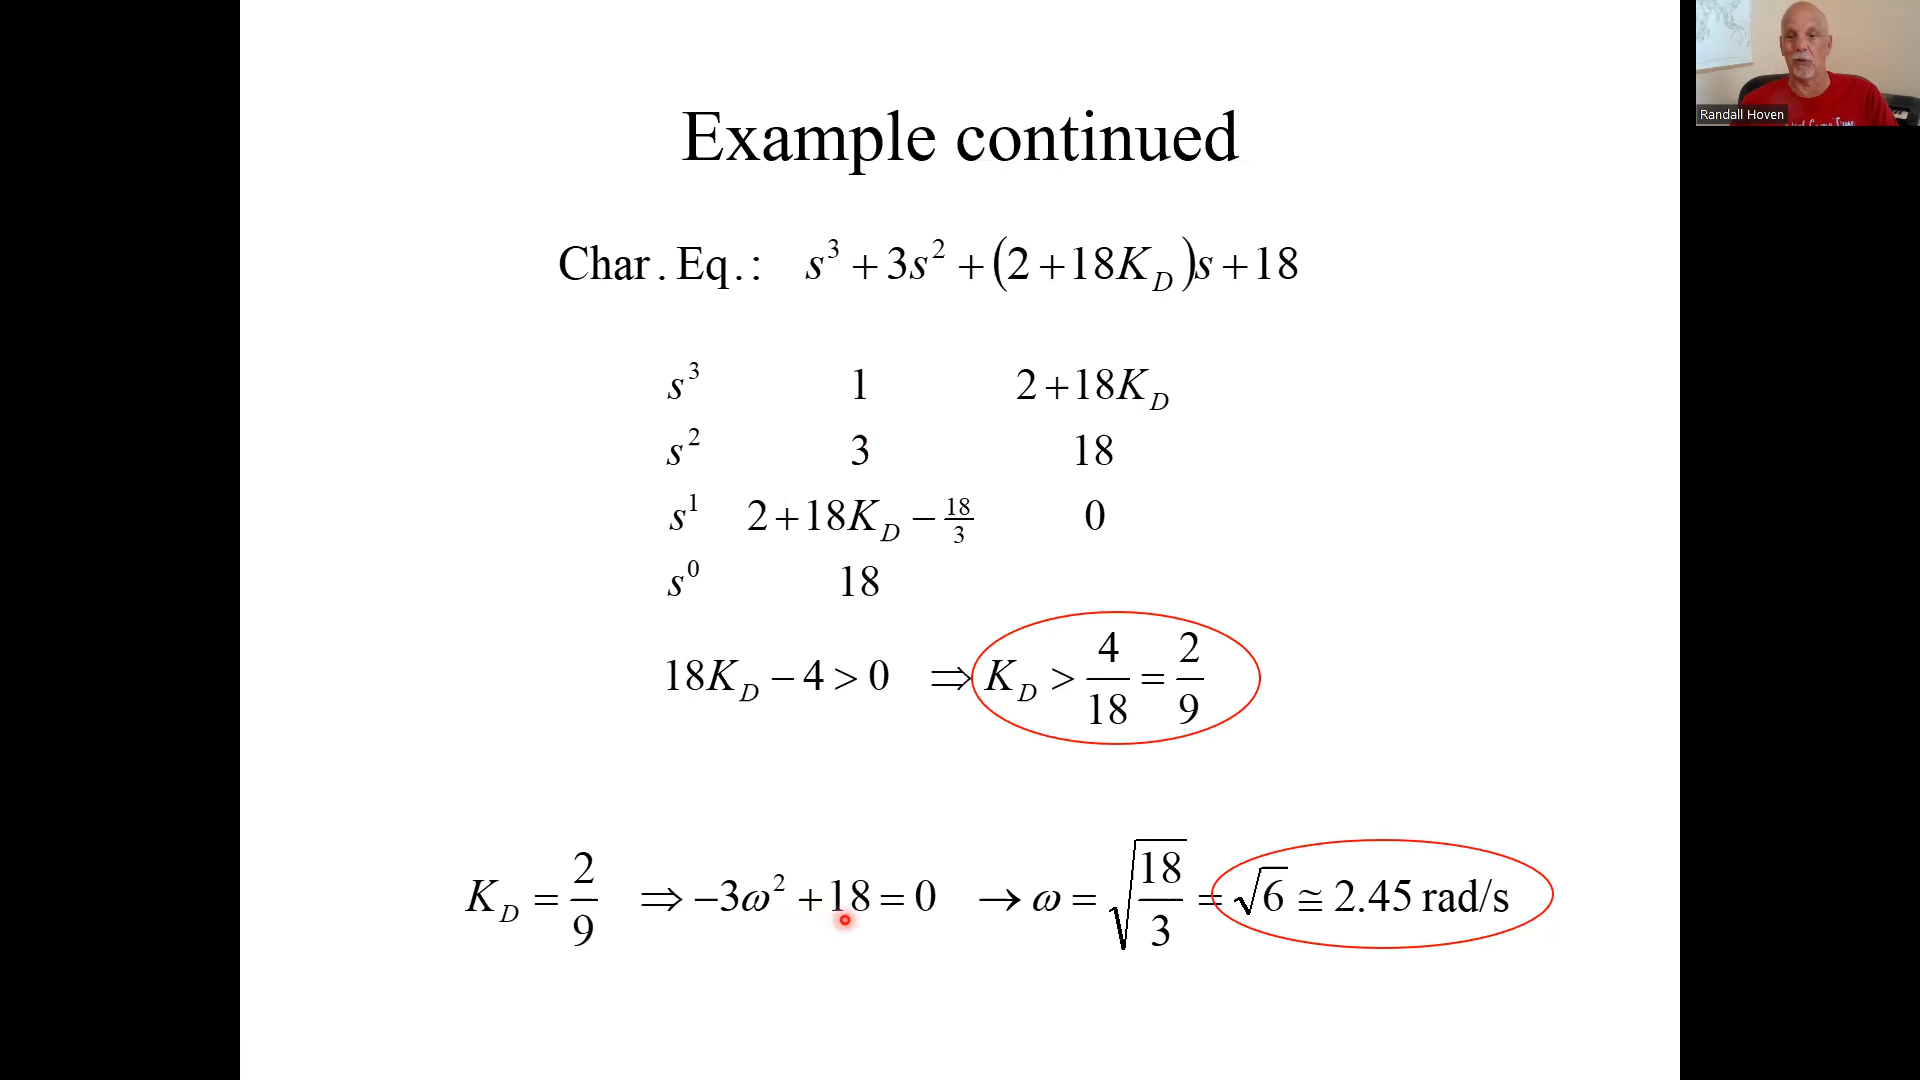 Example continued
Randall Hoven
Char. Eq.: s³ + 3s² + (2 + 18K_D)s + 18
s³ 1 2 + 18K_D
s² 3 18
s¹ 2 + 18K_D − 18/3 0
s⁰ 18
18K_D − 4 > 0 ⇒ K_D > 4/18 = 2/9
K_D = 2/9 ⇒ −3ω² + 18 = 0 → ω = √(18/3) = √6 ≅ 2.45 rad/s